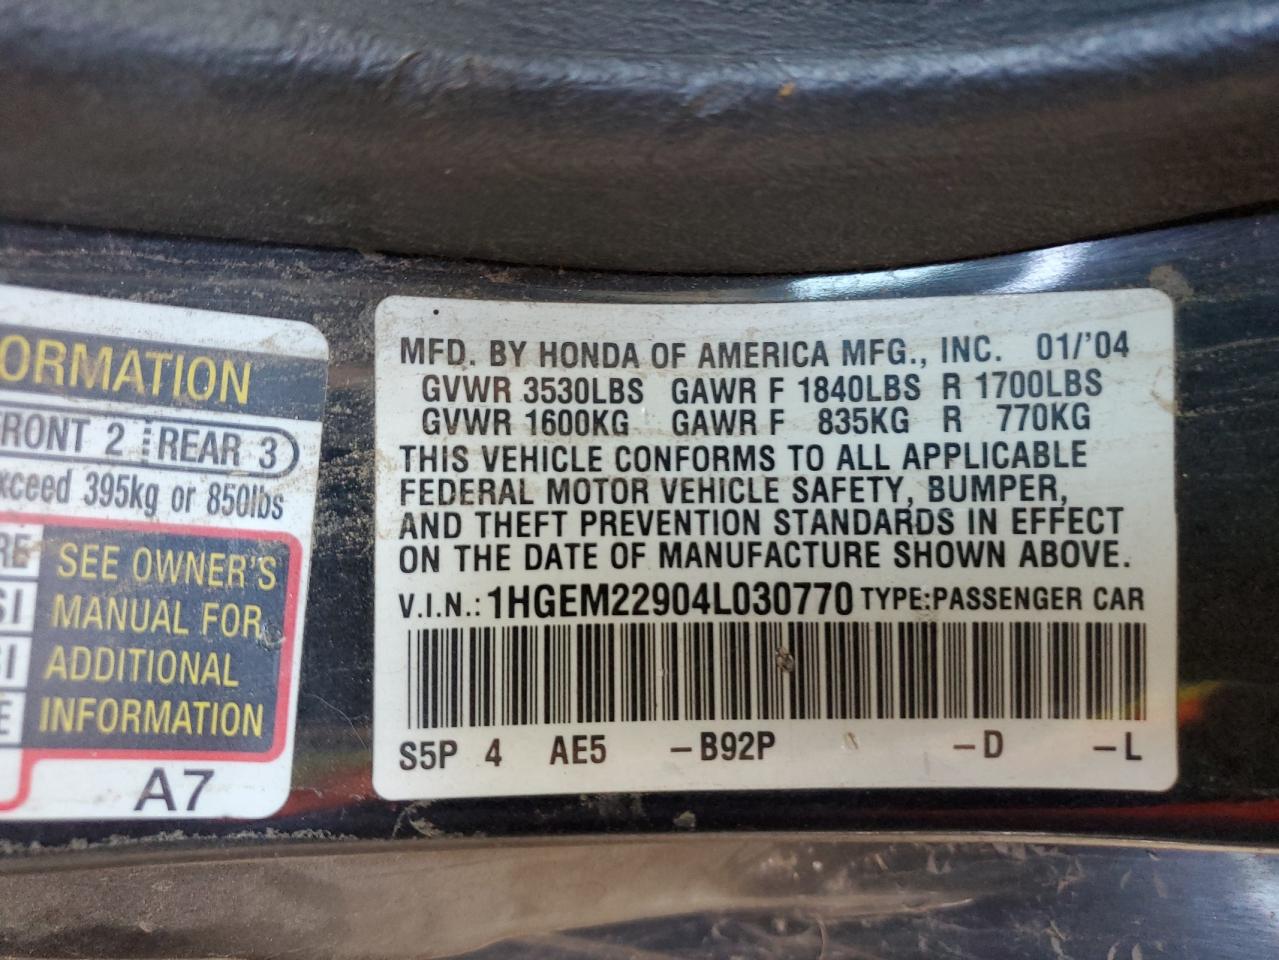 ORMATION
FRONT 2 REAR 3
xceed 395kg or 850lbs
SEE OWNER'S
MANUAL FOR
ADDITIONAL
INFORMATION
A7
MFD. BY HONDA OF AMERICA MFG., INC. 01/'04
GVWR 3530LBS GAWR F 1840LBS R 1700LBS
GVWR 1600KG GAWR F 835KG R 770KG
THIS VEHICLE CONFORMS TO ALL APPLICABLE
FEDERAL MOTOR VEHICLE SAFETY, BUMPER,
AND THEFT PREVENTION STANDARDS IN EFFECT
ON THE DATE OF MANUFACTURE SHOWN ABOVE.
V.I.N.: 1HGEM22904L030770 TYPE:PASSENGER CAR
S5P 4 AE5 -B92P -D -L